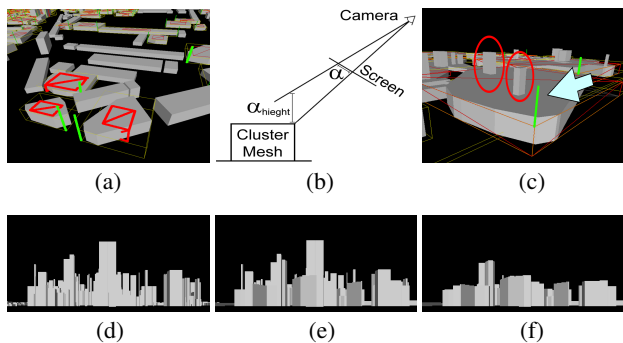 Camera
Screen
α
αhieght
Cluster
Mesh
(a)
(b)
(c)
(d)
(e)
(f)